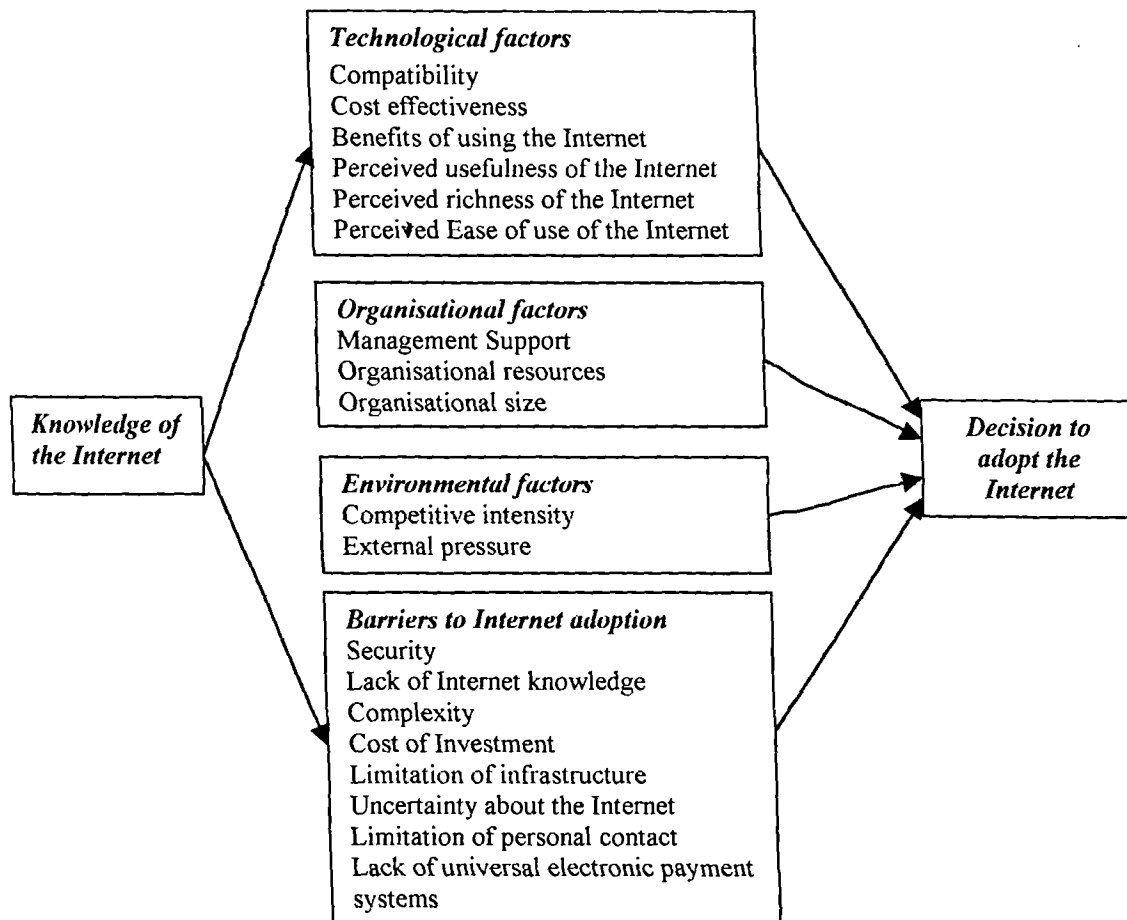 Technological factors
Compatibility
Cost effectiveness
Benefits of using the Internet
Perceived usefulness of the Internet
Perceived richness of the Internet
Perceived Ease of use of the Internet
Organisational factors
Management Support
Organisational resources
Organisational size
Knowledge of
the Internet
Environmental factors
Competitive intensity
External pressure
Decision to
adopt the
Internet
Barriers to Internet adoption
Security
Lack of Internet knowledge
Complexity
Cost of Investment
Limitation of infrastructure
Uncertainty about the Internet
Limitation of personal contact
Lack of universal electronic payment
systems